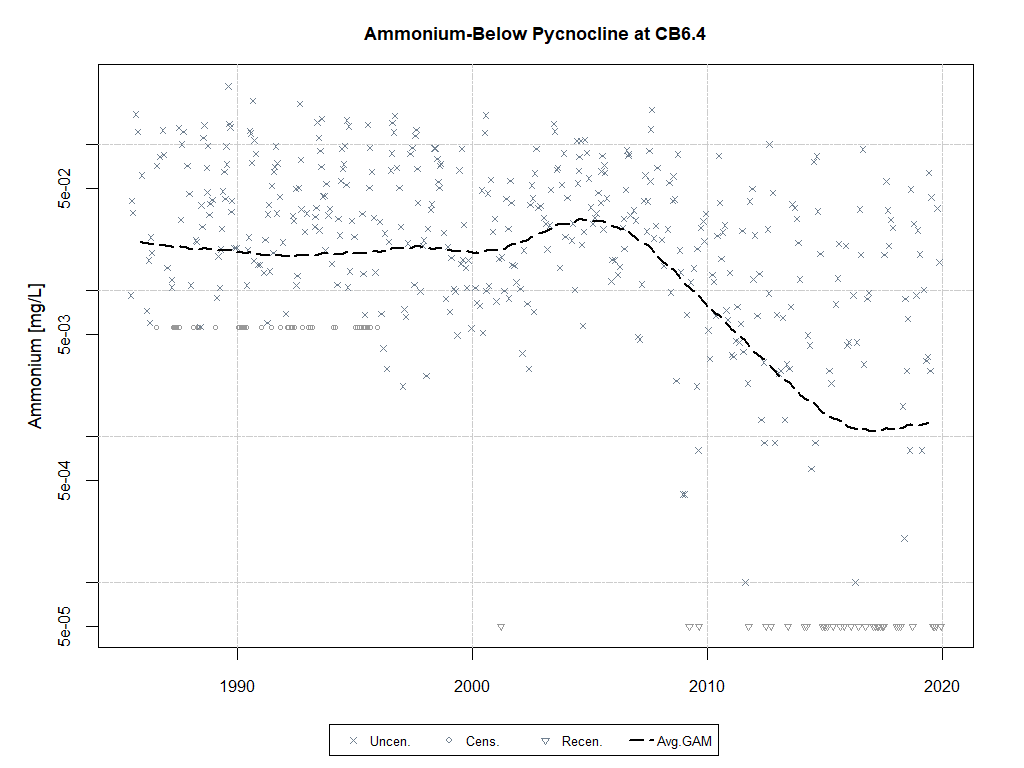 Ammonium-Below Pycnocline at CB6.4
Ammonium [mg/L]
5e-02
5e-03
5e-04
5e-05
1990 2000 2010 2020
Uncen. Cens. Recen. Avg.GAM